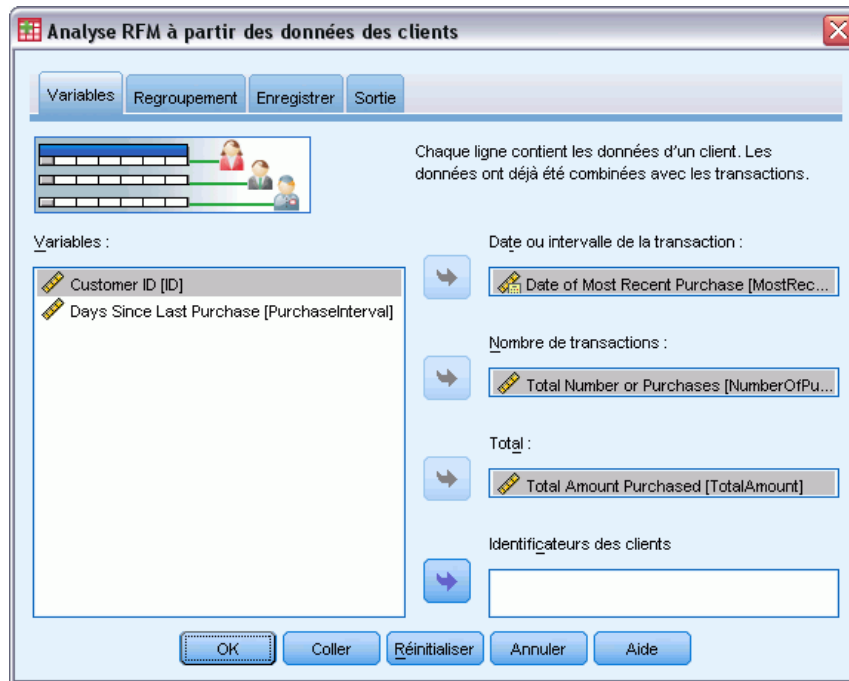 Analyse RFM à partir des données des clients
Variables
Regroupement
Enregistrer
Sortie
Chaque ligne contient les données d'un client. Les
données ont déjà été combinées avec les transactions.
Variables :
Customer ID [ID]
Days Since Last Purchase [PurchaseInterval]
Date ou intervalle de la transaction :
Date of Most Recent Purchase [MostRec...
Nombre de transactions :
Total Number or Purchases [NumberOfPu...
Total :
Total Amount Purchased [TotalAmount]
Identificateurs des clients
OK
Coller
Réinitialiser
Annuler
Aide